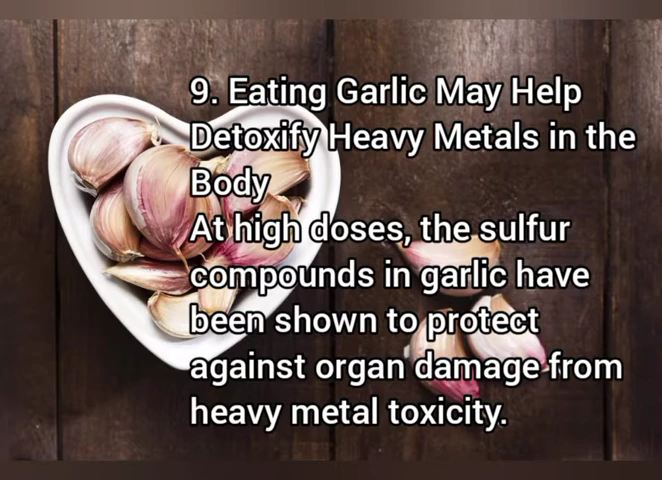 9. Eating Garlic May Help
Detoxify Heavy Metals in the
Body
At high doses, the sulfur
compounds in garlic have
been shown to protect
against organ damage from
heavy metal toxicity.